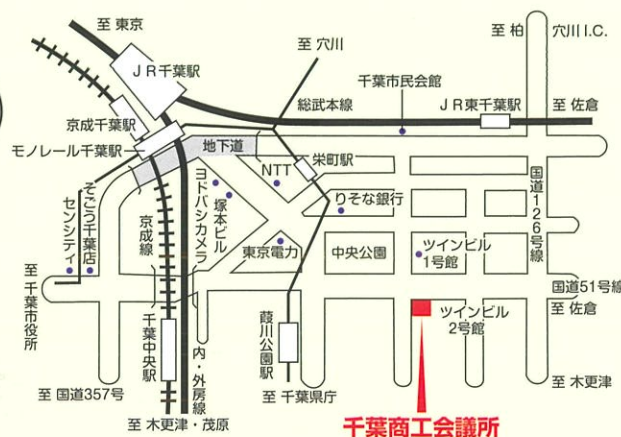 至 東京
至 穴川
至 柏
穴川 I.C.
JR千葉駅
千葉市民会館
総武本線
JR東千葉駅
至 佐倉
京成千葉駅
モノレール千葉駅
地下道
栄町駅
NTT
りそな銀行
国道126号線
ヨドバシカメラ
塚本ビル
そごう千葉店
センシティ
京成線
東京電力
中央公園
ツインビル
1号館
至 千葉市役所
国道51号線
至 佐倉
ツインビル
2号館
千葉中央駅
内・外房線
葭川公園駅
至 国道357号
至 千葉県庁
至 木更津
至 木更津・茂原
千葉商工会議所